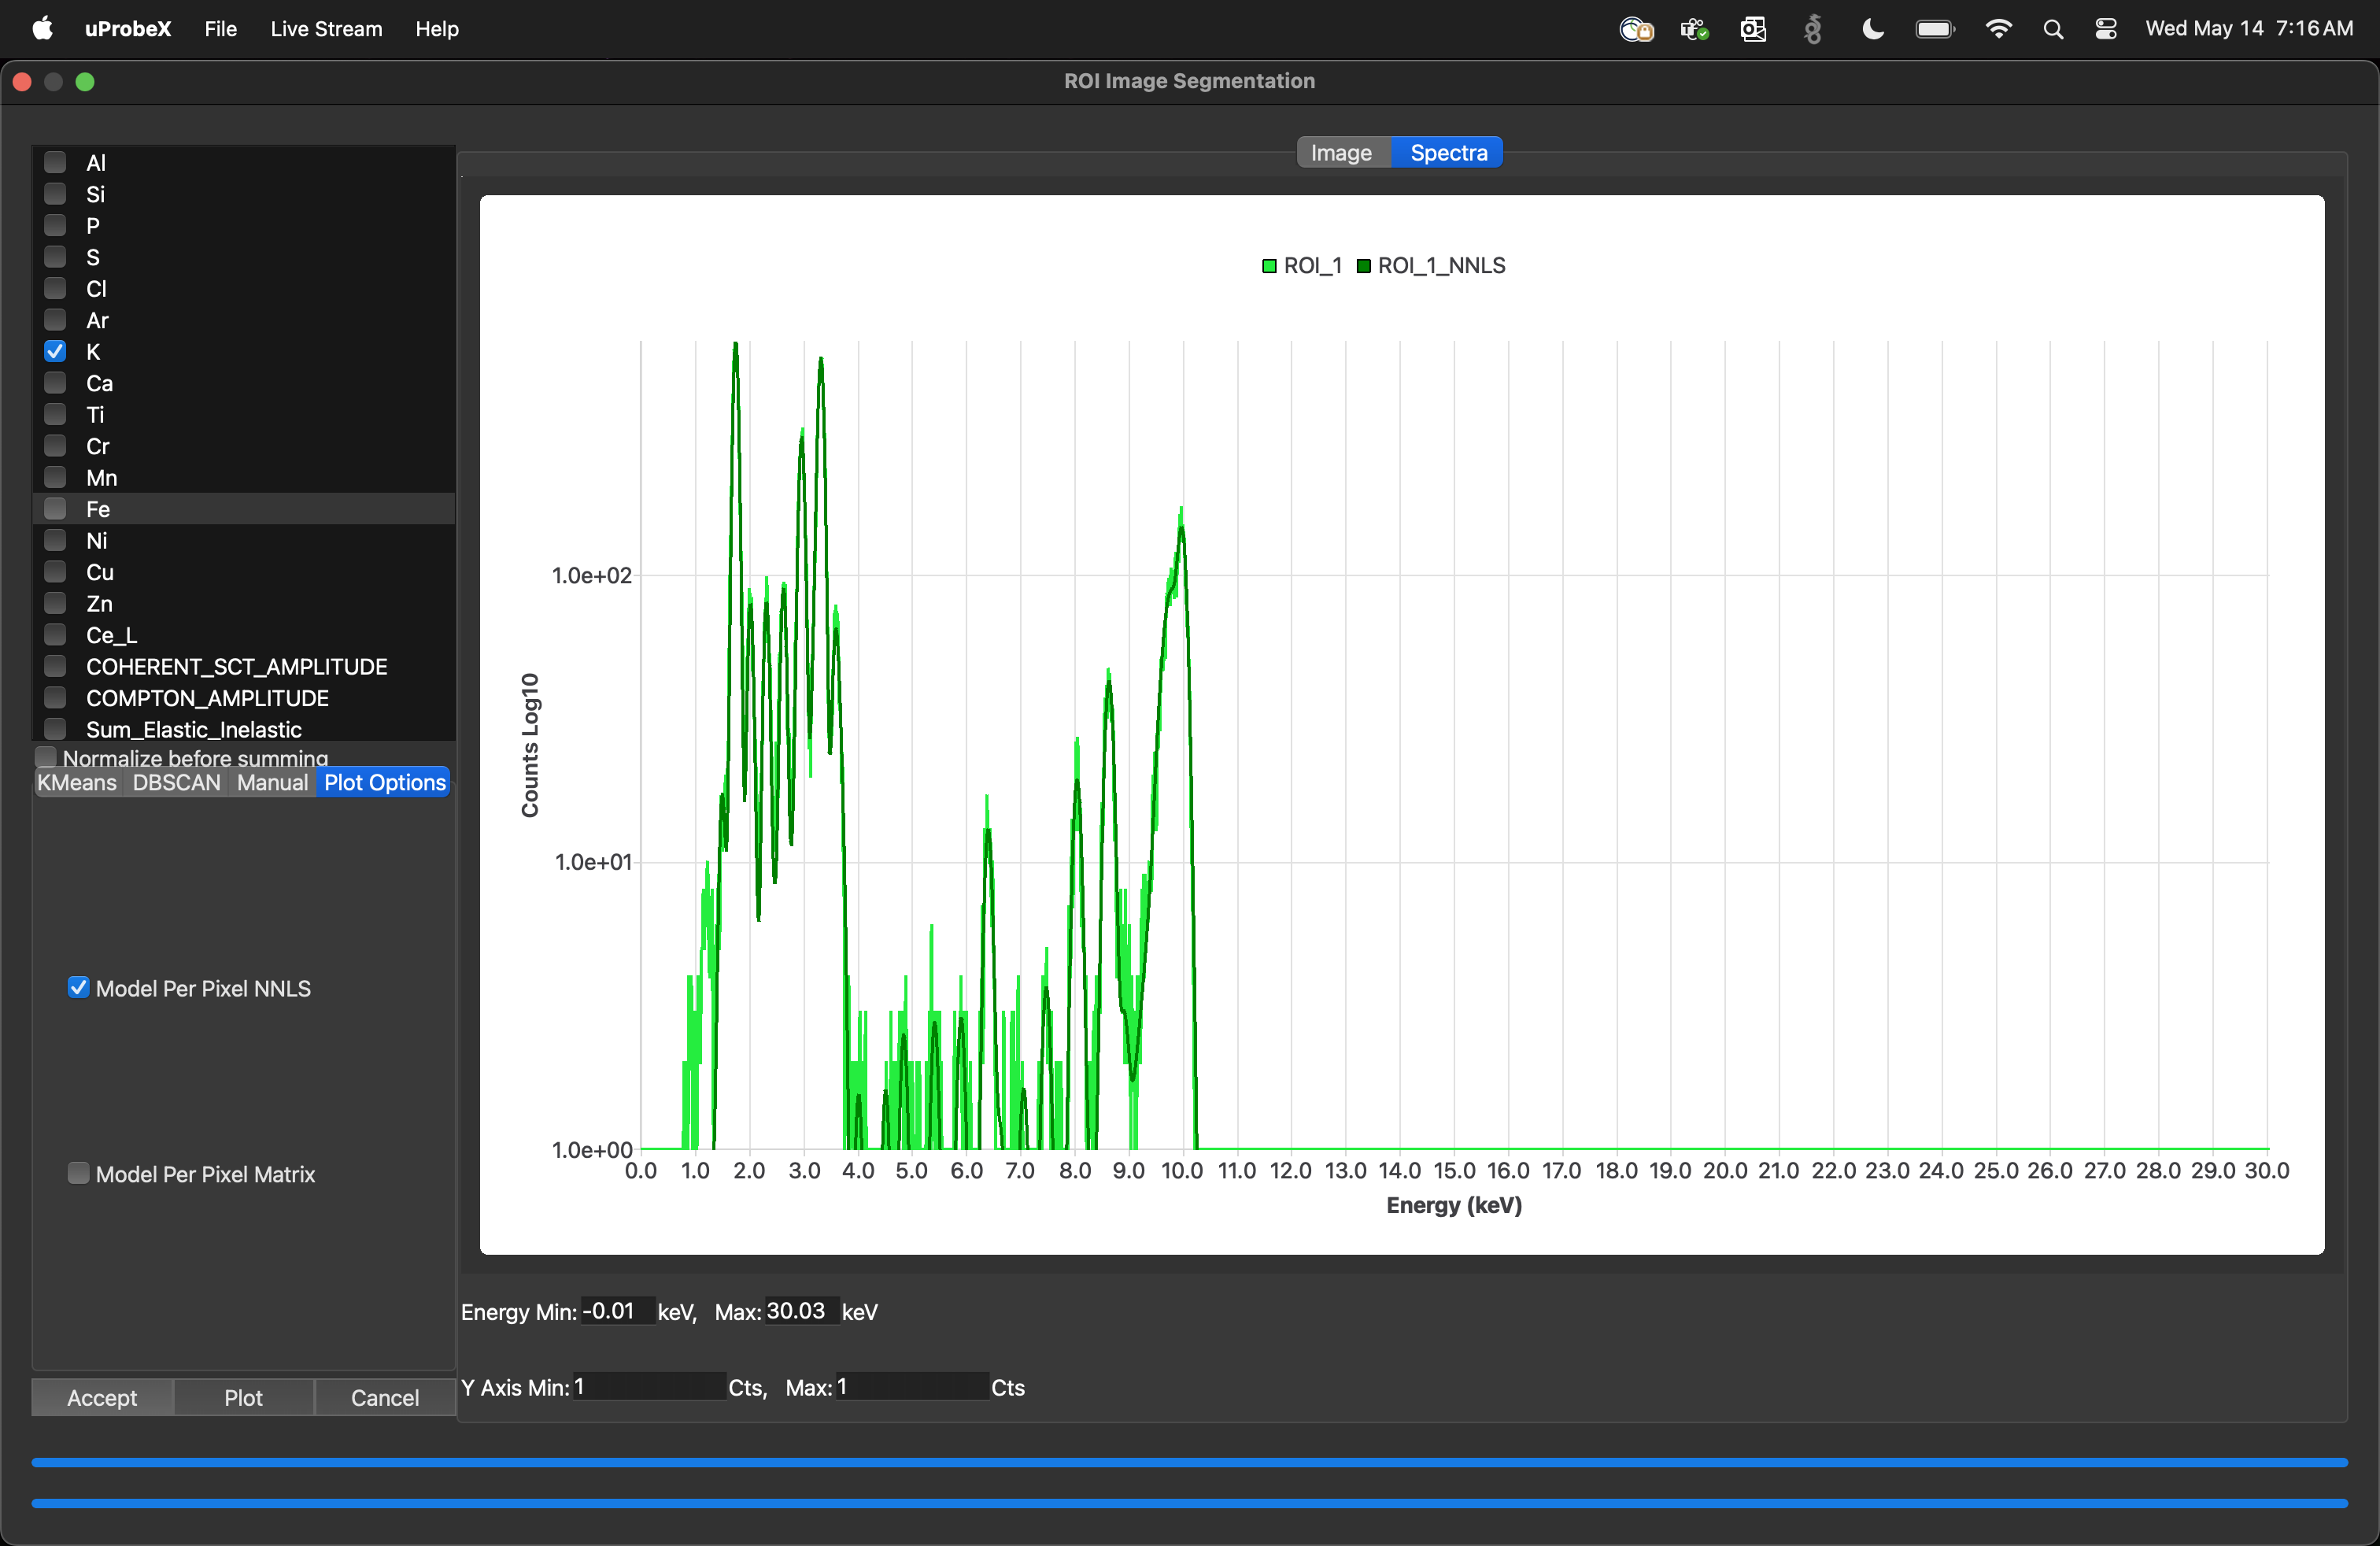 uProbeX File Live Stream Help Wed May 14 7:16 AM
ROI Image Segmentation
Al
Si
P
S
Cl
Ar
K
Ca
Ti
Cr
Mn
Fe
Ni
Cu
Zn
Ce_L
COHERENT_SCT_AMPLITUDE
COMPTON_AMPLITUDE
Sum_Elastic_Inelastic
Normalize before summing
KMeans DBSCAN Manual Plot Options
Model Per Pixel NNLS
Model Per Pixel Matrix
Accept Plot Cancel
Image Spectra
ROI_1 ROI_1_NNLS
Counts Log10
1.0e+02
1.0e+01
1.0e+00
0.0 1.0 2.0 3.0 4.0 5.0 6.0 7.0 8.0 9.0 10.0 11.0 12.0 13.0 14.0 15.0 16.0 17.0 18.0 19.0 20.0 21.0 22.0 23.0 24.0 25.0 26.0 27.0 28.0 29.0 30.0
Energy (keV)
Energy Min: -0.01 keV, Max: 30.03 keV
Y Axis Min: 1 Cts, Max: 1 Cts